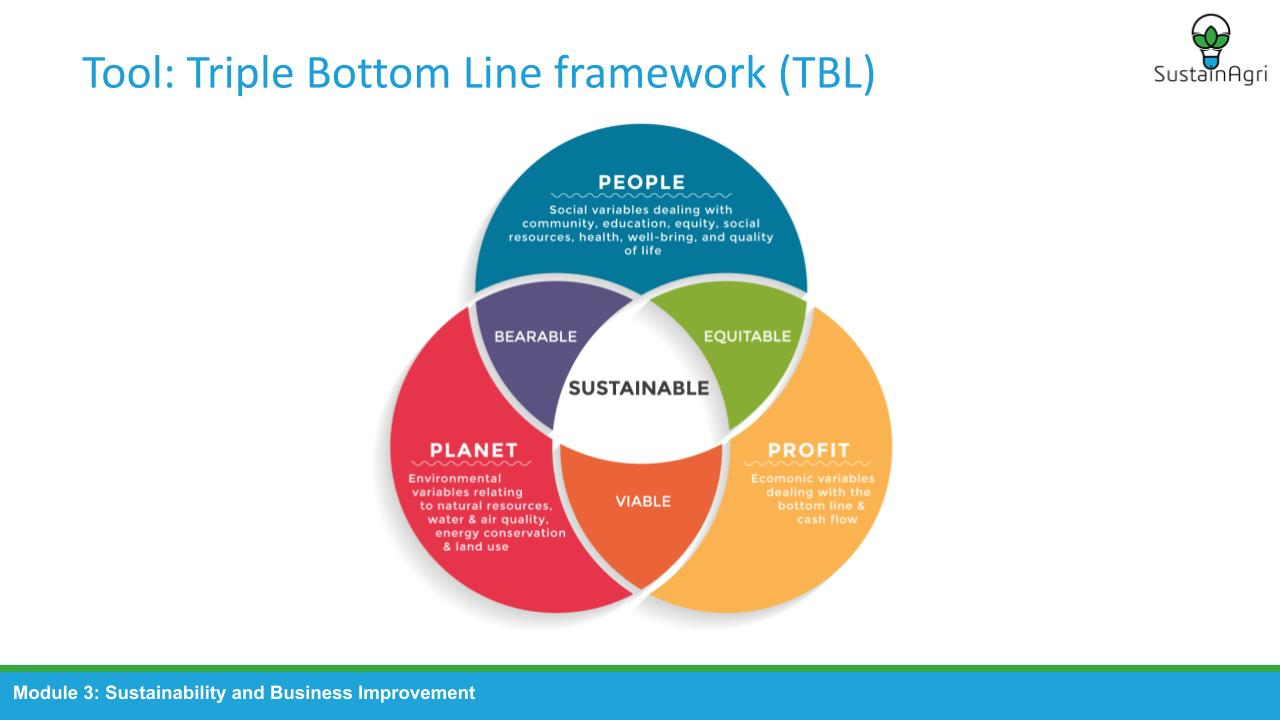 Tool: Triple Bottom Line framework (TBL)
SustainAgri
PEOPLE
Social variables dealing with
community, education, equity, social
resources, health, well-bring, and quality
of life
BEARABLE
EQUITABLE
SUSTAINABLE
PLANET
Environmental
variables relating
to natural resources,
water & air quality,
energy conservation
& land use
PROFIT
Ecomonic variables
dealing with the
bottom line &
cash flow
VIABLE
Module 3: Sustainability and Business Improvement